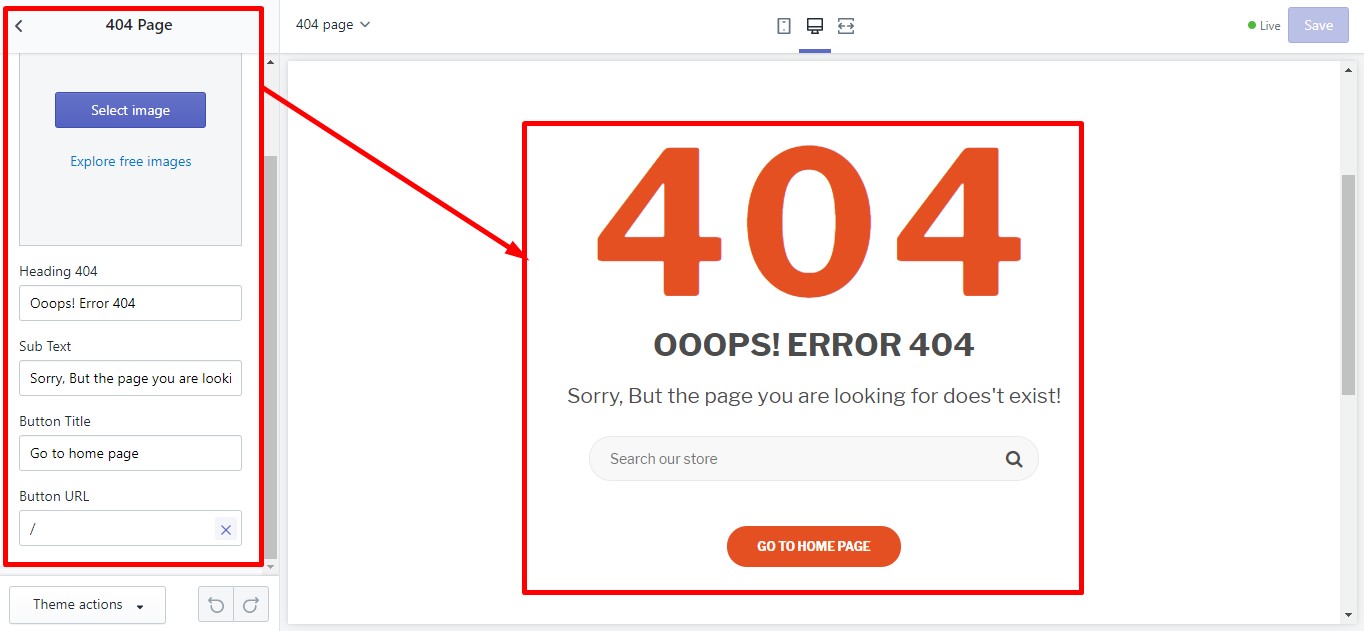 404 Page
Select image
Explore free images
Heading 404
Ooops! Error 404
Sub Text
Sorry, But the page you are looki
Button Title
Go to home page
Button URL
/
Theme actions
404 page
Live
Save
404
OOOPS! ERROR 404
Sorry, But the page you are looking for does't exist!
Search our store
GO TO HOME PAGE